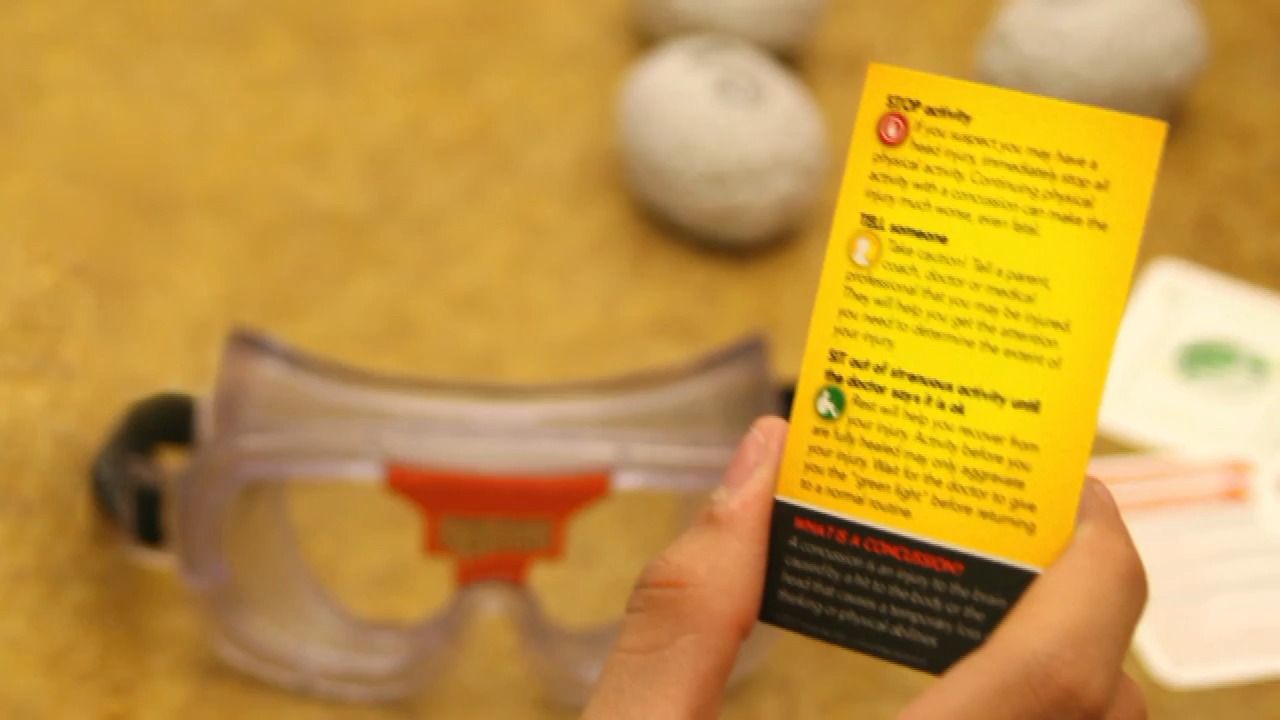 STOP activity
If you suspect you may have a
head injury, immediately stop all
physical activity. Continuing physical
activity with a concussion can make the
injury much worse, even fatal.
TELL someone
Take caution! Tell a parent,
coach, doctor or medical
professional that you may be injured.
They will help you get the attention
you need to determine the extent of
your injury.
SIT out of strenuous activity until
the doctor says it is ok
Rest will help you recover from
your injury. Activity before you
are fully healed may only aggravate
your injury. Wait for the doctor to give
you the "green light" before returning
to a normal routine.
WHAT IS A CONCUSSION?
A concussion is an injury to the brain
caused by a hit to the body or the
head that causes a temporary loss
thinking or physical abilities.